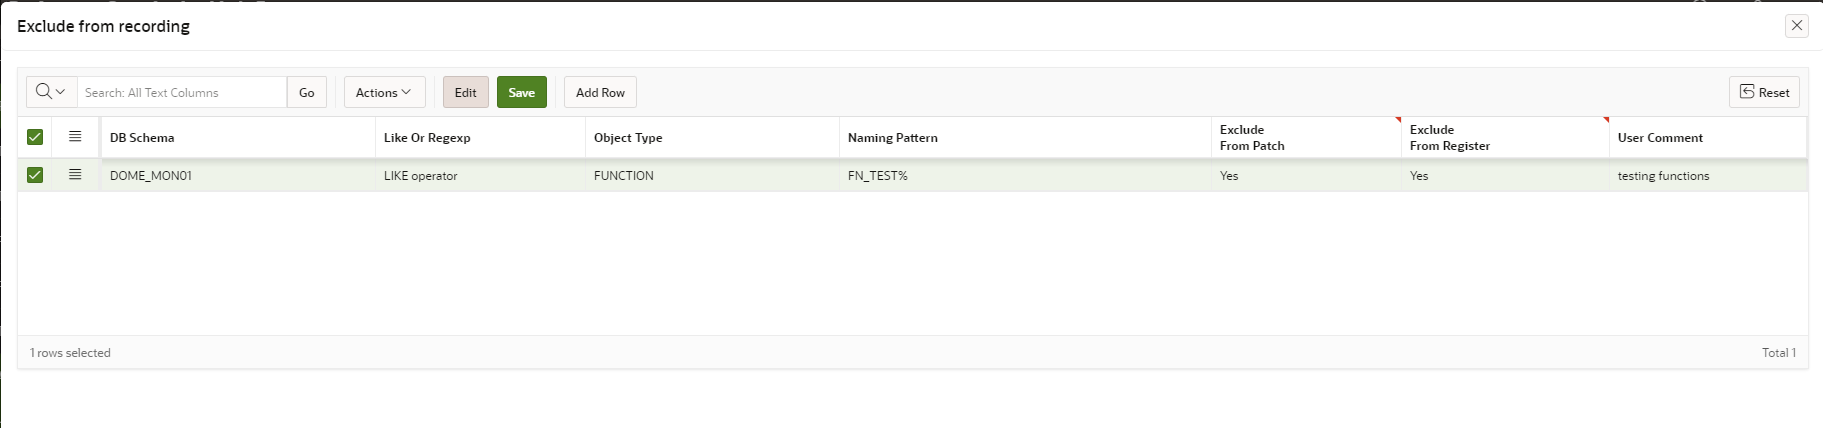 Exclude from recording
Search: All Text Columns Go Actions Edit Save Add Row Reset
DB Schema Like Or Regexp Object Type Naming Pattern Exclude From Patch Exclude From Register User Comment
DOME_MON01 LIKE operator FUNCTION FN_TEST% Yes Yes testing functions
1 rows selected Total 1